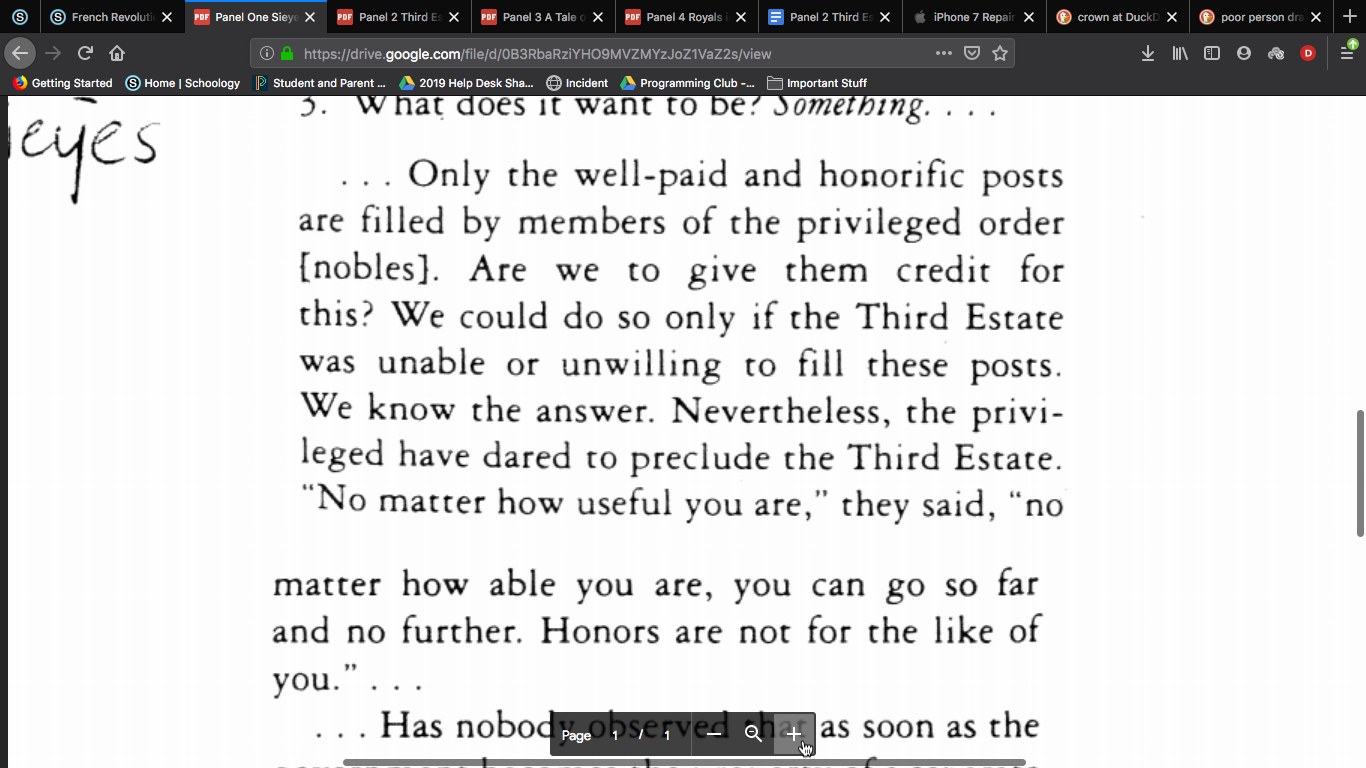 French Revoluti
Panel One Sieye
Panel 2 Third Es
Panel 3 A Tale o
Panel 4 Royals i
Panel 2 Third Es
iPhone 7 Repair
crown at DuckD
poor person dra
https://drive.google.com/file/d/0B3RbaRziYHO9MVZMYzJoZ1VaZ2s/view
D
Getting Started
Home | Schoology
Student and Parent ...
2019 Help Desk Sha...
Incident
Programming Club -...
Important Suff
ieyes
3. What does it want to be? Something. . . .
. . . Only the well-paid and honorific posts
are filled by members of the privileged order
[nobles]. Are we to give them credit for
this? We could do so only if the Third Estate
was unable or unwilling to fill these posts.
We know the answer. Nevertheless, the privi-
leged have dared to preclude the Third Estate.
“No matter how useful you are,” they said, “no
matter how able you are, you can go so far
and no further. Honors are not for the like of
you.” . . .
. . . Has nobody observed that as soon as the
Page 1 / 1